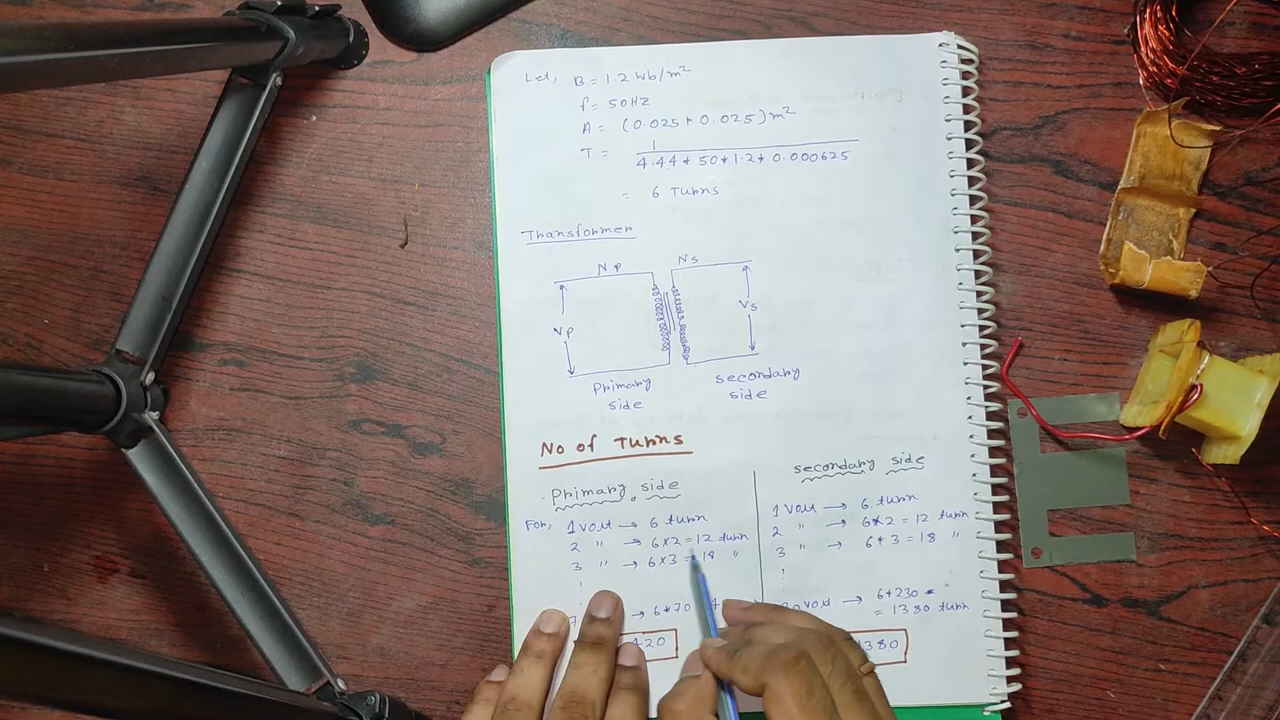 Let, B = 1.2 Wb/m²
f = 50HZ
A = (0.025 * 0.025) m²
T = 1
4.44 * 50 * 1.2 * 0.000625
= 6 Turns
Transformer
Np Ns
Vp Vs
Primary side
secondary side
No of Turns
Primary side
For, 1 volt → 6 turn
2 " → 6×2 = 12 turn
3 " → 6×3 = 18 "
→ 6*70
420
secondary side
1 volt → 6 turn
2 " → 6*2 = 12 turn
3 " → 6*3 = 18 "
volt → 6*230
= 1380 turn
1380